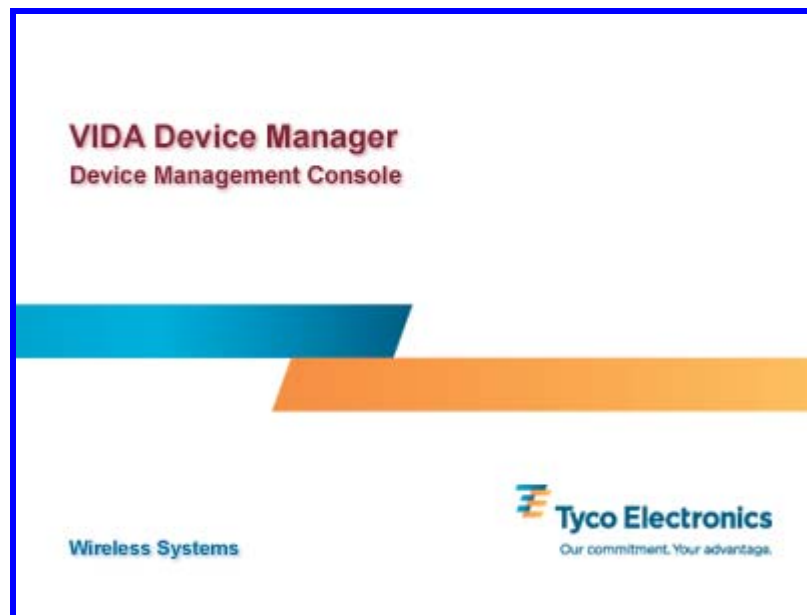 VIDA Device Manager
Device Management Console
Tyco Electronics
Wireless Systems
Our commitment. Your advantage.